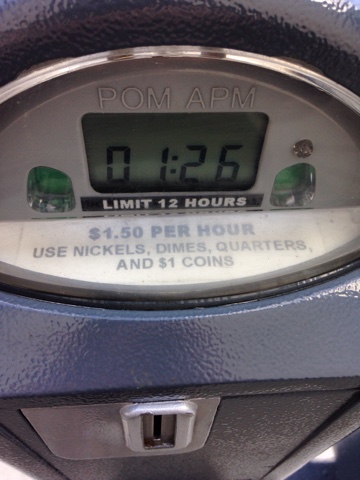 POM APM
01:26
LIMIT 12 HOURS
$1.50 PER HOUR
USE NICKELS, DIMES, QUARTERS,
AND $1 COINS